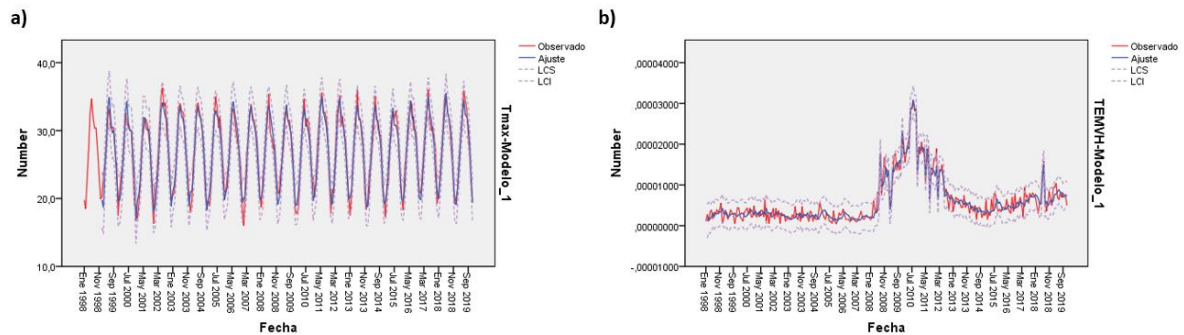 a)
40,0
30,0
20,0
10,0
Number
Tmax-Modelo_1
Observado
Ajuste
LCS
LCI
Ene 1998
Nov 1998
Sep 1999
Jul 2000
May 2001
Mar 2002
Ene 2003
Nov 2003
Sep 2004
Jul 2005
May 2006
Mar 2007
Ene 2008
Nov 2008
Sep 2009
Jul 2010
May 2011
Mar 2012
Ene 2013
Nov 2013
Sep 2014
Jul 2015
May 2016
Mar 2017
Ene 2018
Nov 2018
Sep 2019
Fecha
b)
,00004000
,00003000
,00002000
,00001000
,00000000
-,00001000
Number
TEMVH-Modelo_1
Observado
Ajuste
LCS
LCI
Ene 1998
Nov 1998
Sep 1999
Jul 2000
May 2001
Mar 2002
Ene 2003
Nov 2003
Sep 2004
Jul 2005
May 2006
Mar 2007
Ene 2008
Nov 2008
Sep 2009
Jul 2010
May 2011
Mar 2012
Ene 2013
Nov 2013
Sep 2014
Jul 2015
May 2016
Mar 2017
Ene 2018
Nov 2018
Sep 2019
Fecha